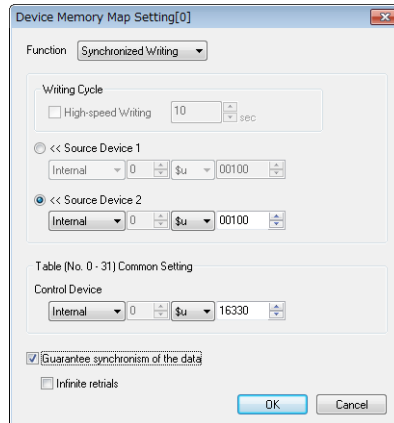 Device Memory Map Setting[0]
Function Synchronized Writing
Writing Cycle
High-speed Writing 10 sec
<< Source Device 1
Internal 0 $u 00100
<< Source Device 2
Internal 0 $u 00100
Table (No. 0 - 31) Common Setting
Control Device
Internal 0 $u 16330
Guarantee synchronism of the data
Infinite retrials
OK Cancel